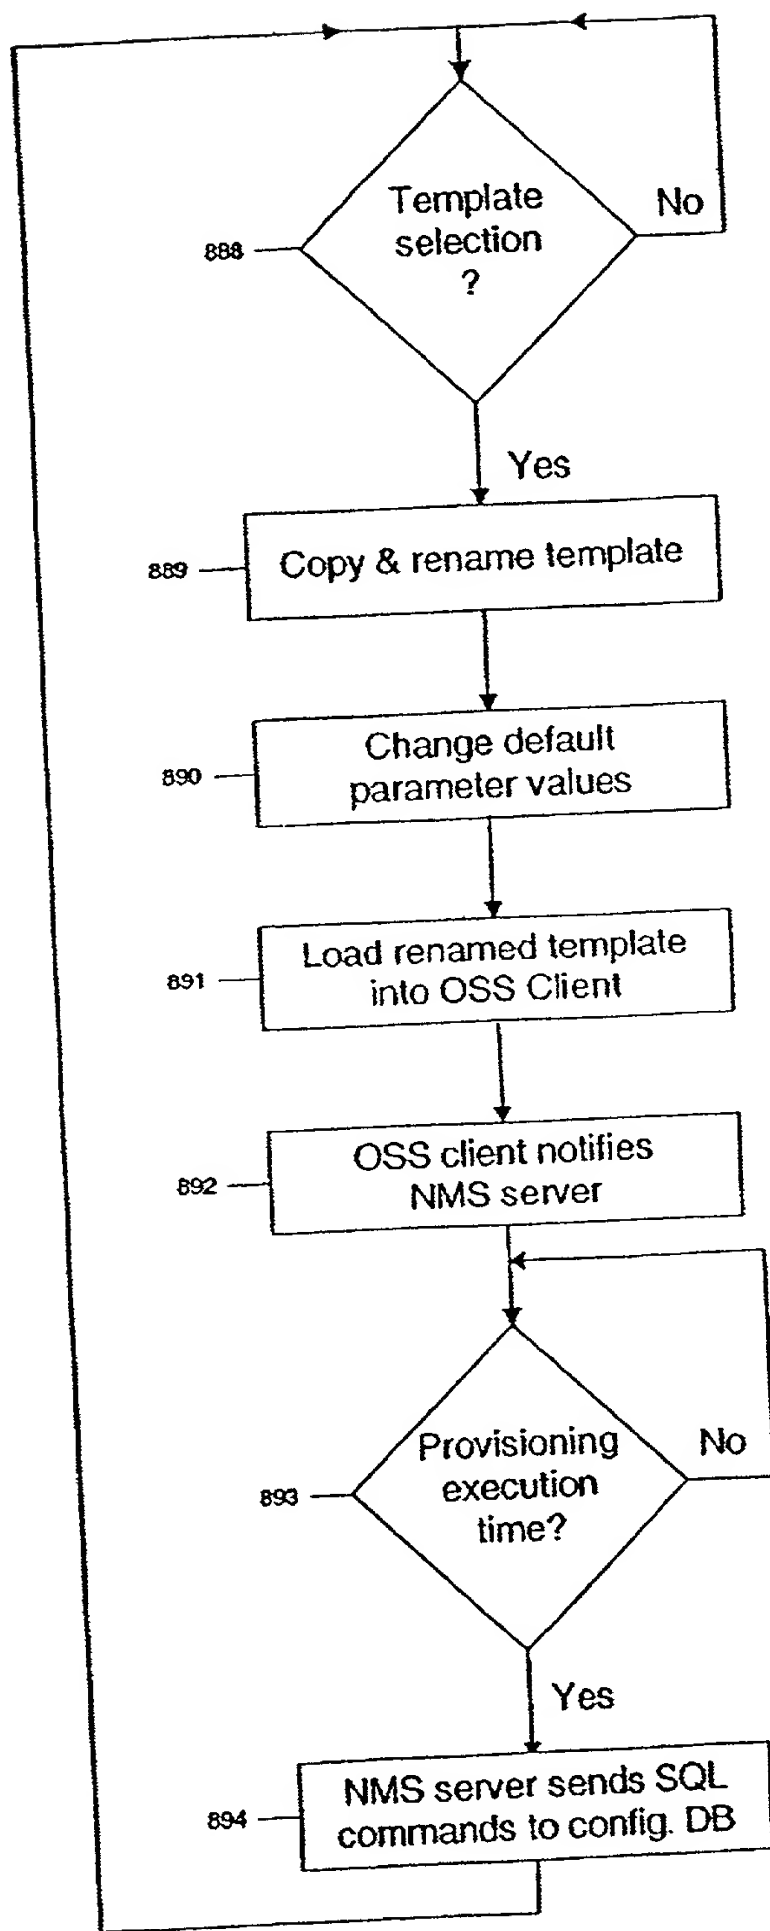 Template
selection
?
888
No
Yes
889
Copy & rename template
890
Change default
parameter values
891
Load renamed template
into OSS Client
892
OSS client notifies
NMS server
893
Provisioning
execution
time?
No
Yes
894
NMS server sends SQL
commands to config. DB